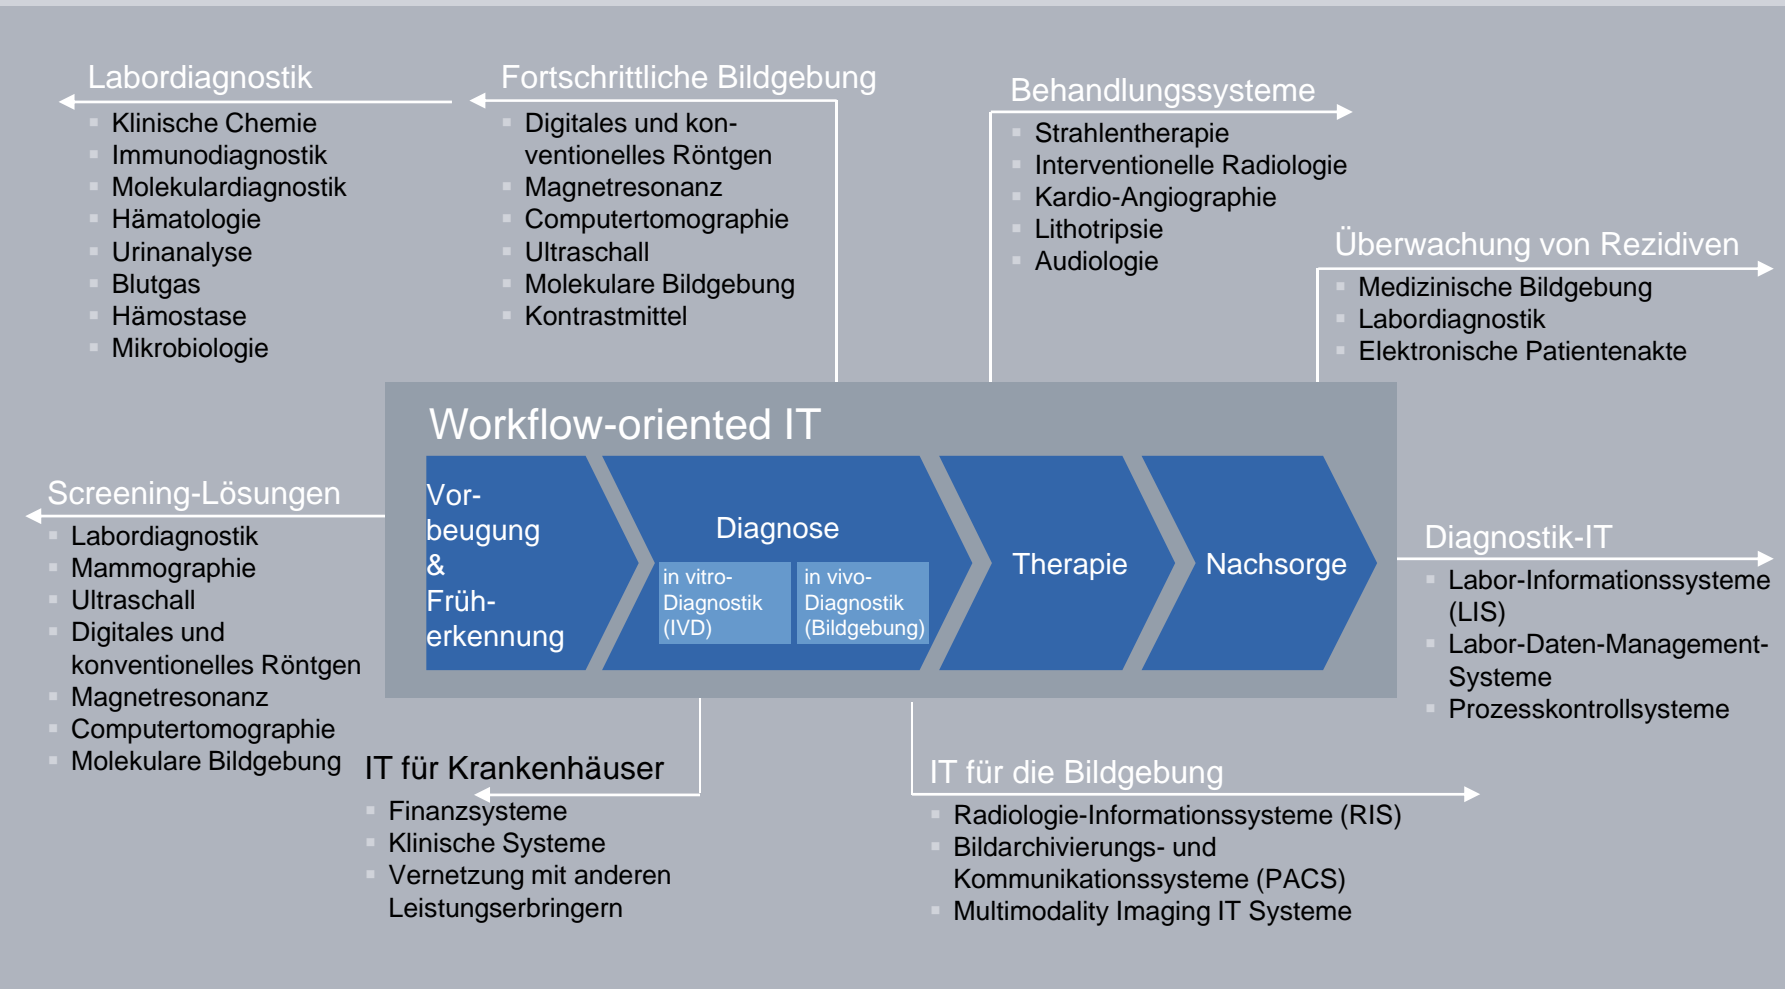 Labordiagnostik
Klinische Chemie
Immunodiagnostik
Molekulardiagnostik
Hämatologie
Urinanalyse
Blutgas
Hämostase
Mikrobiologie
Fortschrittliche Bildgebung
Digitales und kon-
ventionelles Röntgen
Magnetresonanz
Computertomographie
Ultraschall
Molekulare Bildgebung
Kontrastmittel
Behandlungssysteme
Strahlentherapie
Interventionelle Radiologie
Kardio-Angiographie
Lithotripsie
Audiologie
Überwachung von Rezidiven
Medizinische Bildgebung
Labordiagnostik
Elektronische Patientenakte
Workflow-oriented IT
Vor-
beugung
&
Früh-
erkennung
Diagnose
in vitro-
Diagnostik
(IVD)
in vivo-
Diagnostik
(Bildgebung)
Therapie
Nachsorge
Screening-Lösungen
Labordiagnostik
Mammographie
Ultraschall
Digitales und
konventionelles Röntgen
Magnetresonanz
Computertomographie
Molekulare Bildgebung
Diagnostik-IT
Labor-Informationssysteme
(LIS)
Labor-Daten-Management-
Systeme
Prozesskontrollsysteme
IT für Krankenhäuser
Finanzsysteme
Klinische Systeme
Vernetzung mit anderen
Leistungserbringern
IT für die Bildgebung
Radiologie-Informationssysteme (RIS)
Bildarchivierungs- und
Kommunikationssysteme (PACS)
Multimodality Imaging IT Systeme